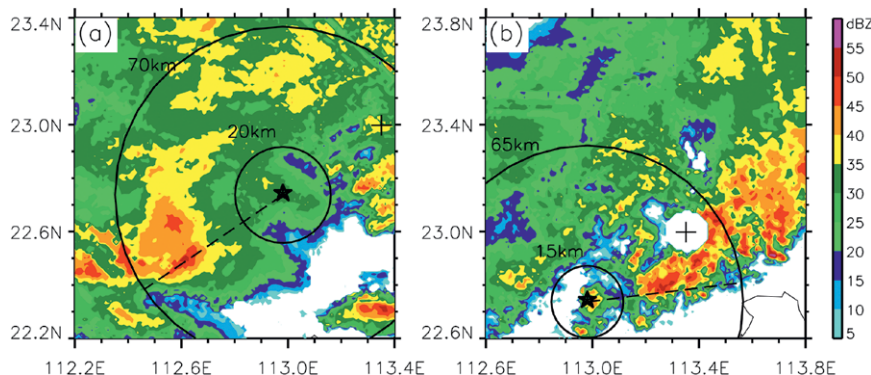 23.4N
(a)
70km
23.0N
20km
22.6N
22.2N
112.2E
112.6E
113.0E
113.4E
23.8N
(b)
23.4N
65km
23.0N
15km
22.6N
112.6E
113.0E
113.4E
113.8E
dBZ
55
50
45
40
35
30
25
20
15
10
5